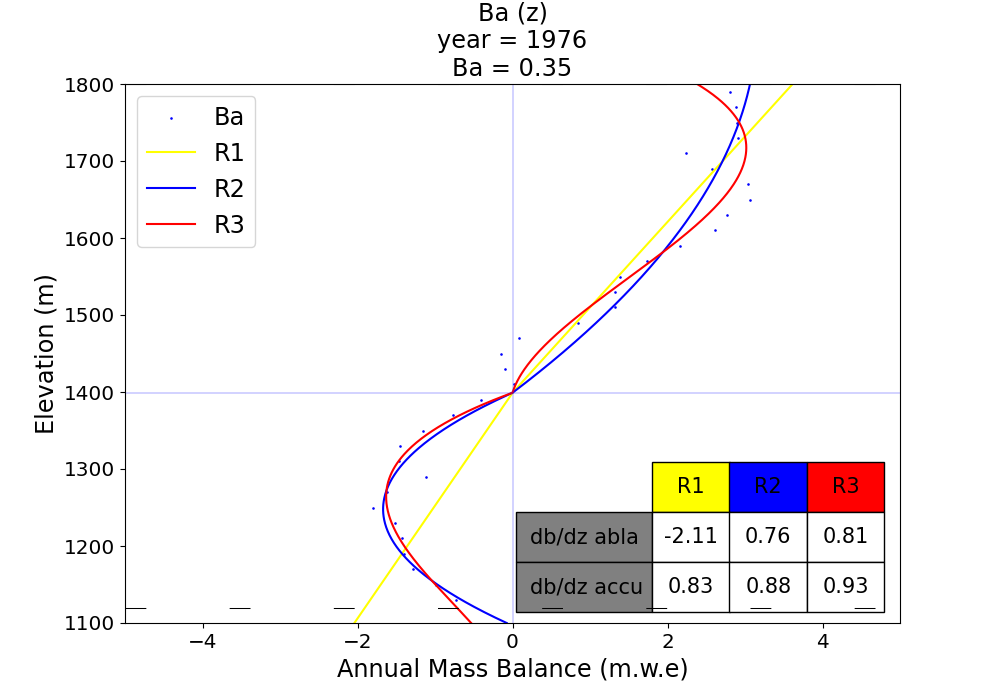 Ba (z)
year = 1976
Ba = 0.35
Elevation (m)
1800
1700
1600
1500
1400
1300
1200
1100
Ba
R1
R2
R3
R1 R2 R3
db/dz abla -2.11 0.76 0.81
db/dz accu 0.83 0.88 0.93
−4 −2 0 2 4
Annual Mass Balance (m.w.e)